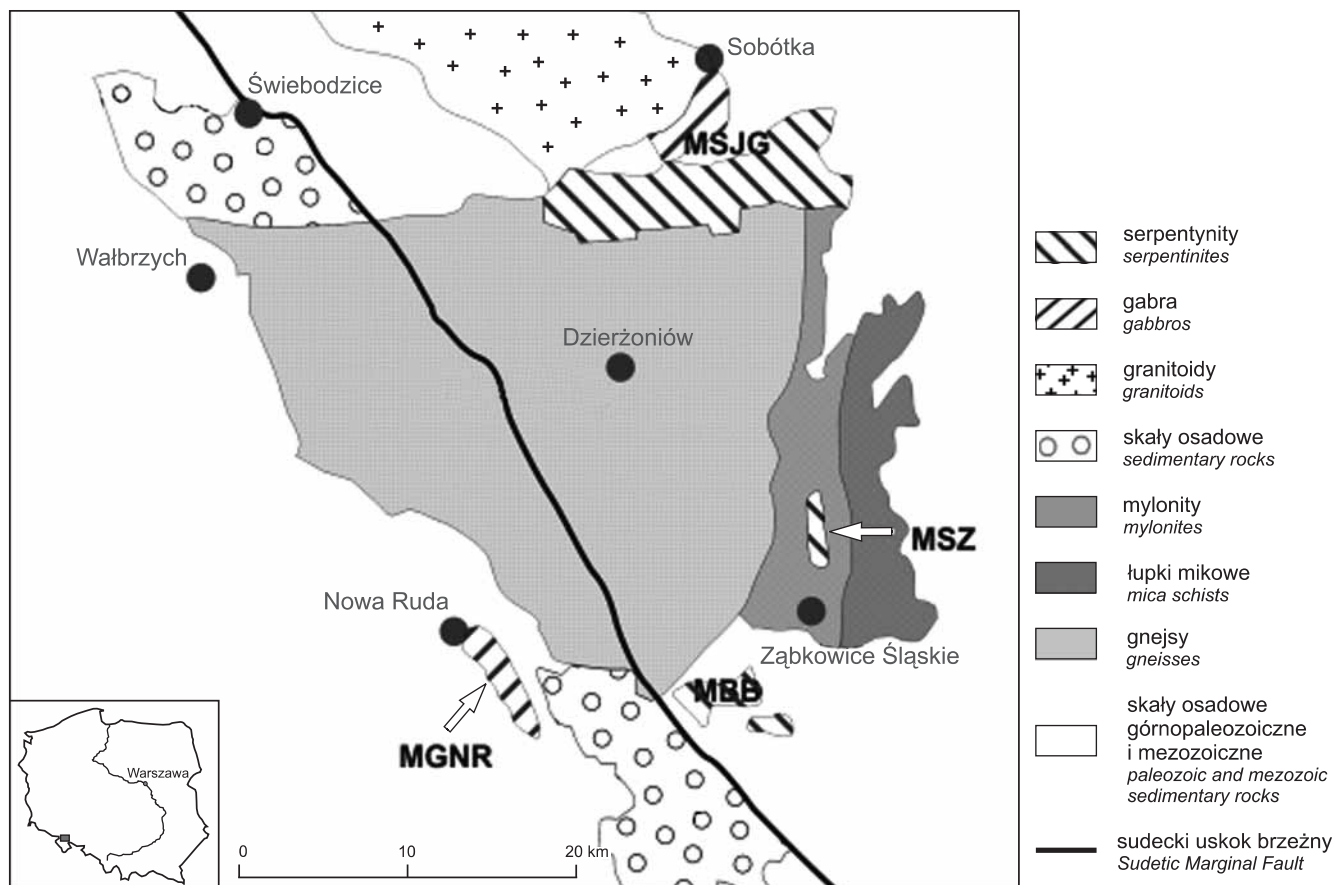 Sobótka
Świebodzice
MSJG
Wałbrzych
Dzierżoniów
MSZ
Nowa Ruda
Ząbkowice Śląskie
MBB
MGNR
Warszawa
0 10 20 km
serpentynity
serpentinites
gabra
gabbros
granitoidy
granitoids
skały osadowe
sedimentary rocks
mylonity
mylonites
łupki mikowe
mica schists
gnejsy
gneisses
skały osadowe
górnopaleozoiczne
i mezozoiczne
paleozoic and mezozoic
sedimentary rocks
sudecki uskok brzeżny
Sudetic Marginal Fault